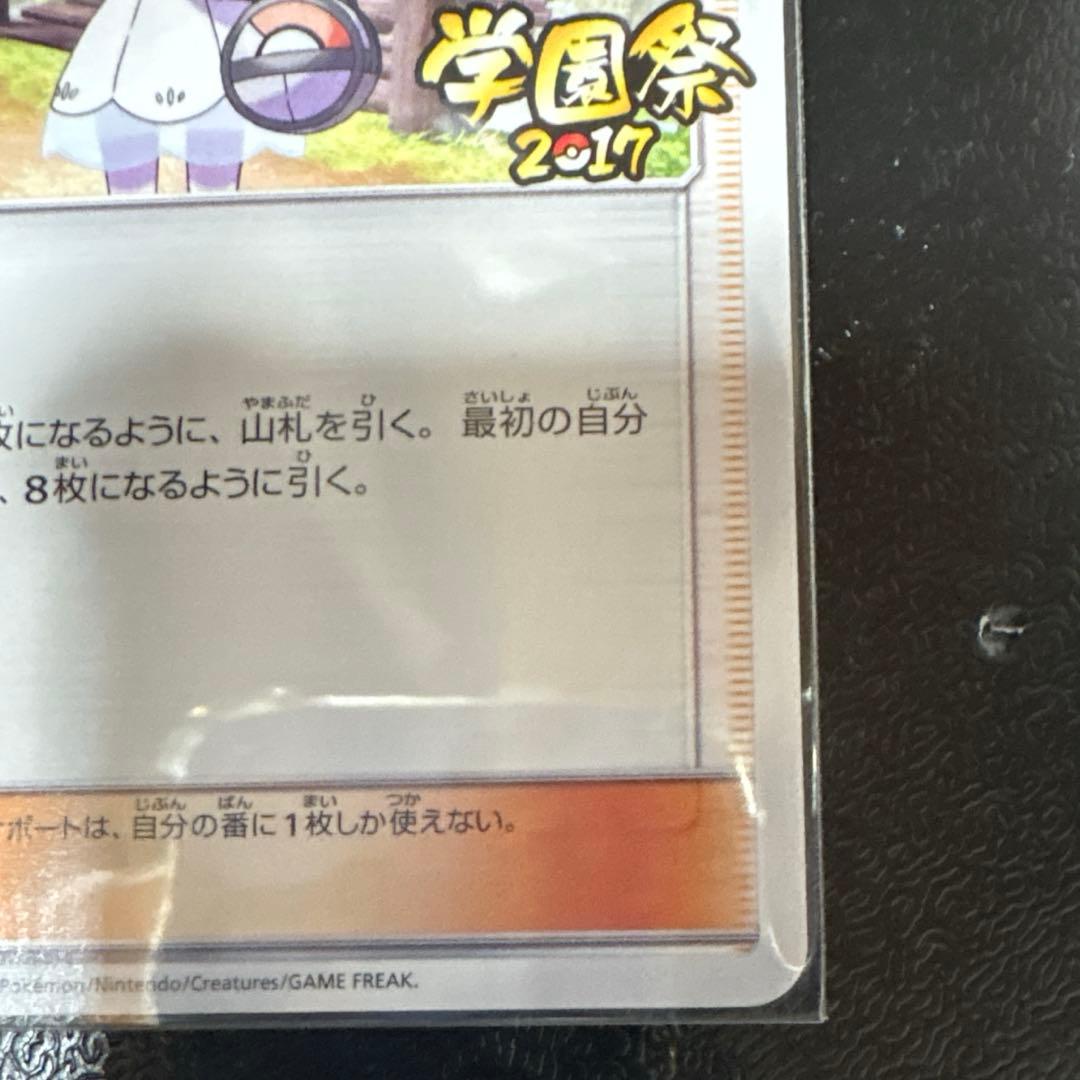 学園祭
2017
枚になるように、山札を引く。最初の自分
、8枚になるように引く。
ポートは、自分の番に1枚しか使えない。
Pokémon/Nintendo/Creatures/GAME FREAK.